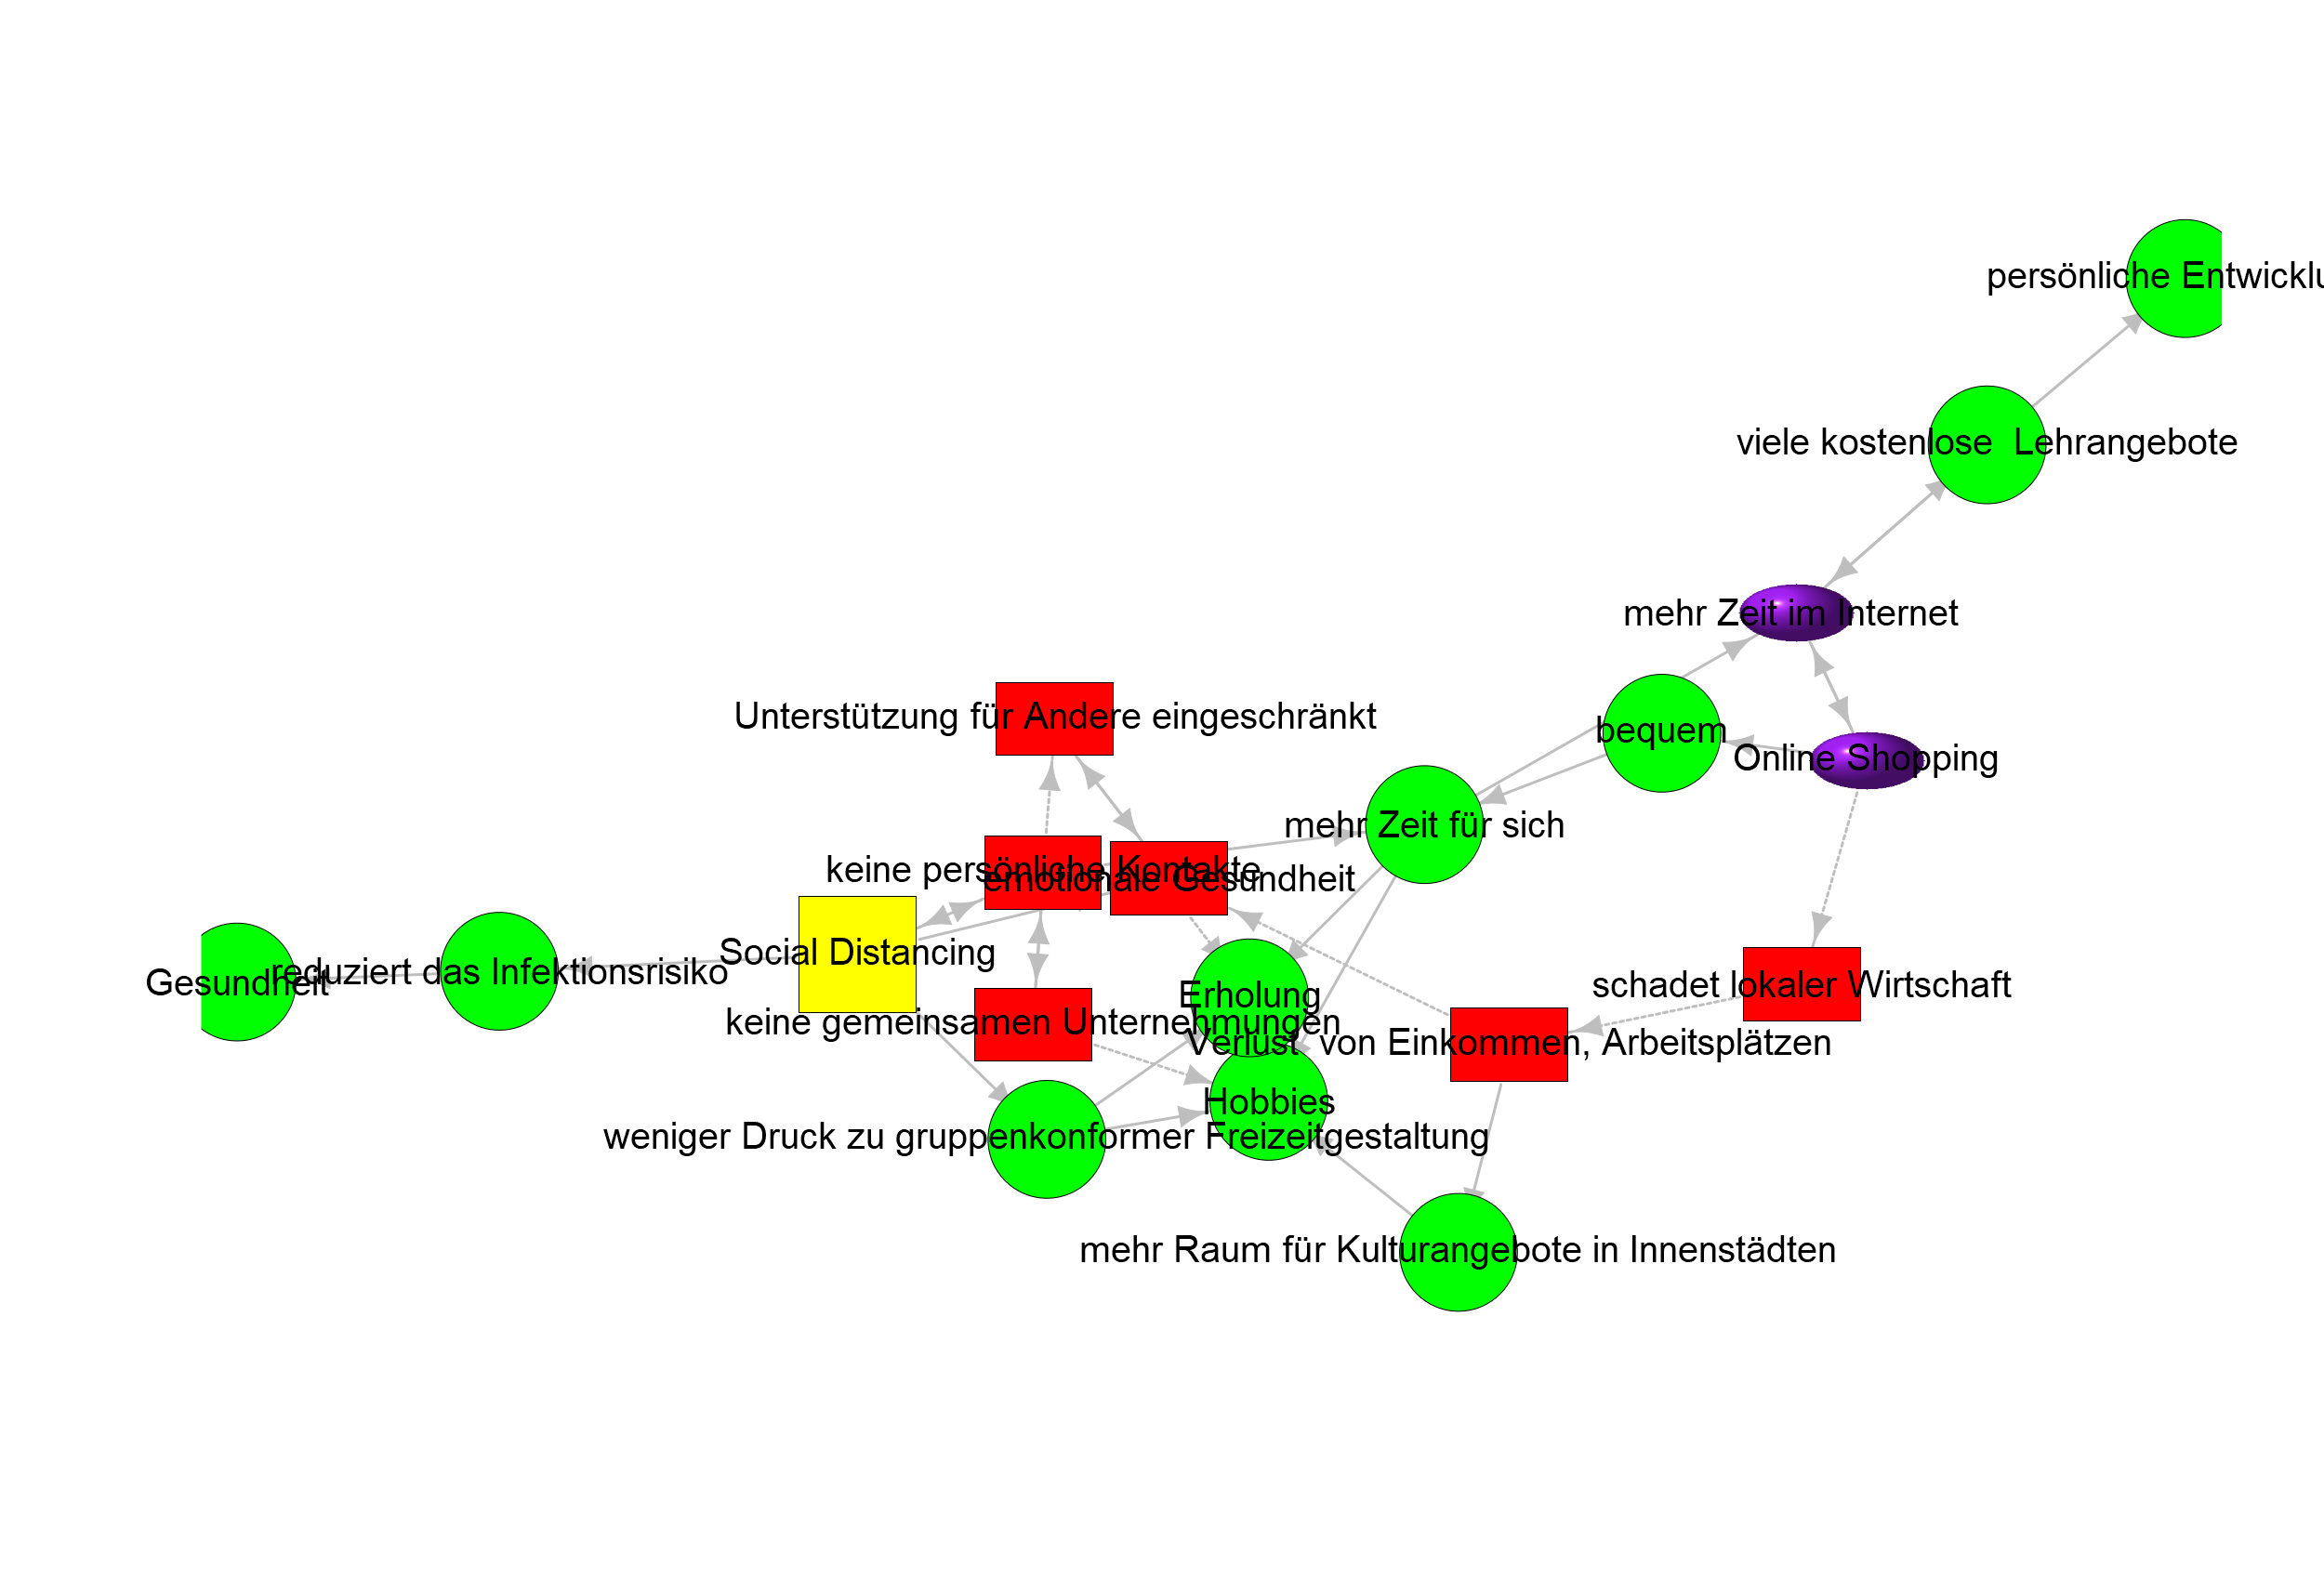 persönliche Entwicklu
viele kostenlose  Lehrangebote
mehr Zeit im Internet
Unterstützung für Andere eingeschränkt
bequem
Online Shopping
mehr Zeit für sich
keine persönliche Kontakte
emotionale Gesundheit
Social Distancing
reduziert das Infektionsrisiko
Gesundheit
schadet lokaler Wirtschaft
Erholung
keine gemeinsamen Unternehmungen
Verlust  von Einkommen, Arbeitsplätzen
Hobbies
weniger Druck zu gruppenkonformer Freizeitgestaltung
mehr Raum für Kulturangebote in Innenstädten